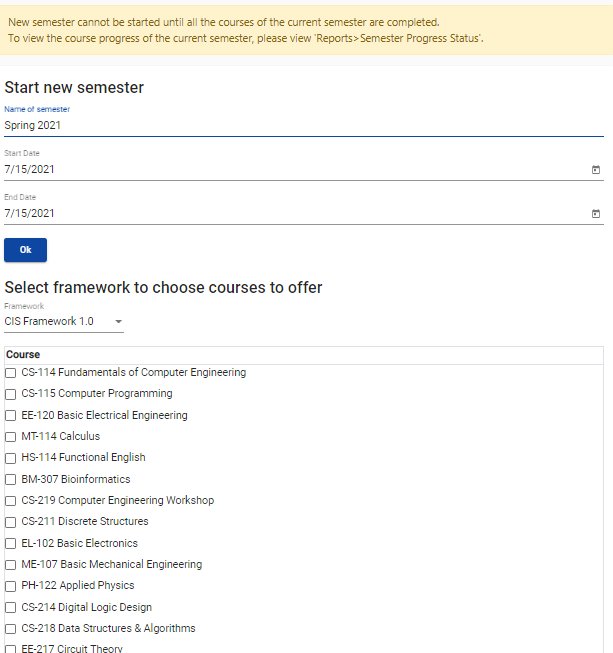 New semester cannot be started until all the courses of the current semester are completed.
To view the course progress of the current semester, please view 'Reports>Semester Progress Status'.
Start new semester
Name of semester
Spring 2021
Start Date
7/15/2021
End Date
7/15/2021
Ok
Select framework to choose courses to offer
Framework
CIS Framework 1.0
Course
CS-114 Fundamentals of Computer Engineering
CS-115 Computer Programming
EE-120 Basic Electrical Engineering
MT-114 Calculus
HS-114 Functional English
BM-307 Bioinformatics
CS-219 Computer Engineering Workshop
CS-211 Discrete Structures
EL-102 Basic Electronics
ME-107 Basic Mechanical Engineering
PH-122 Applied Physics
CS-214 Digital Logic Design
CS-218 Data Structures & Algorithms
EE-217 Circuit Theory